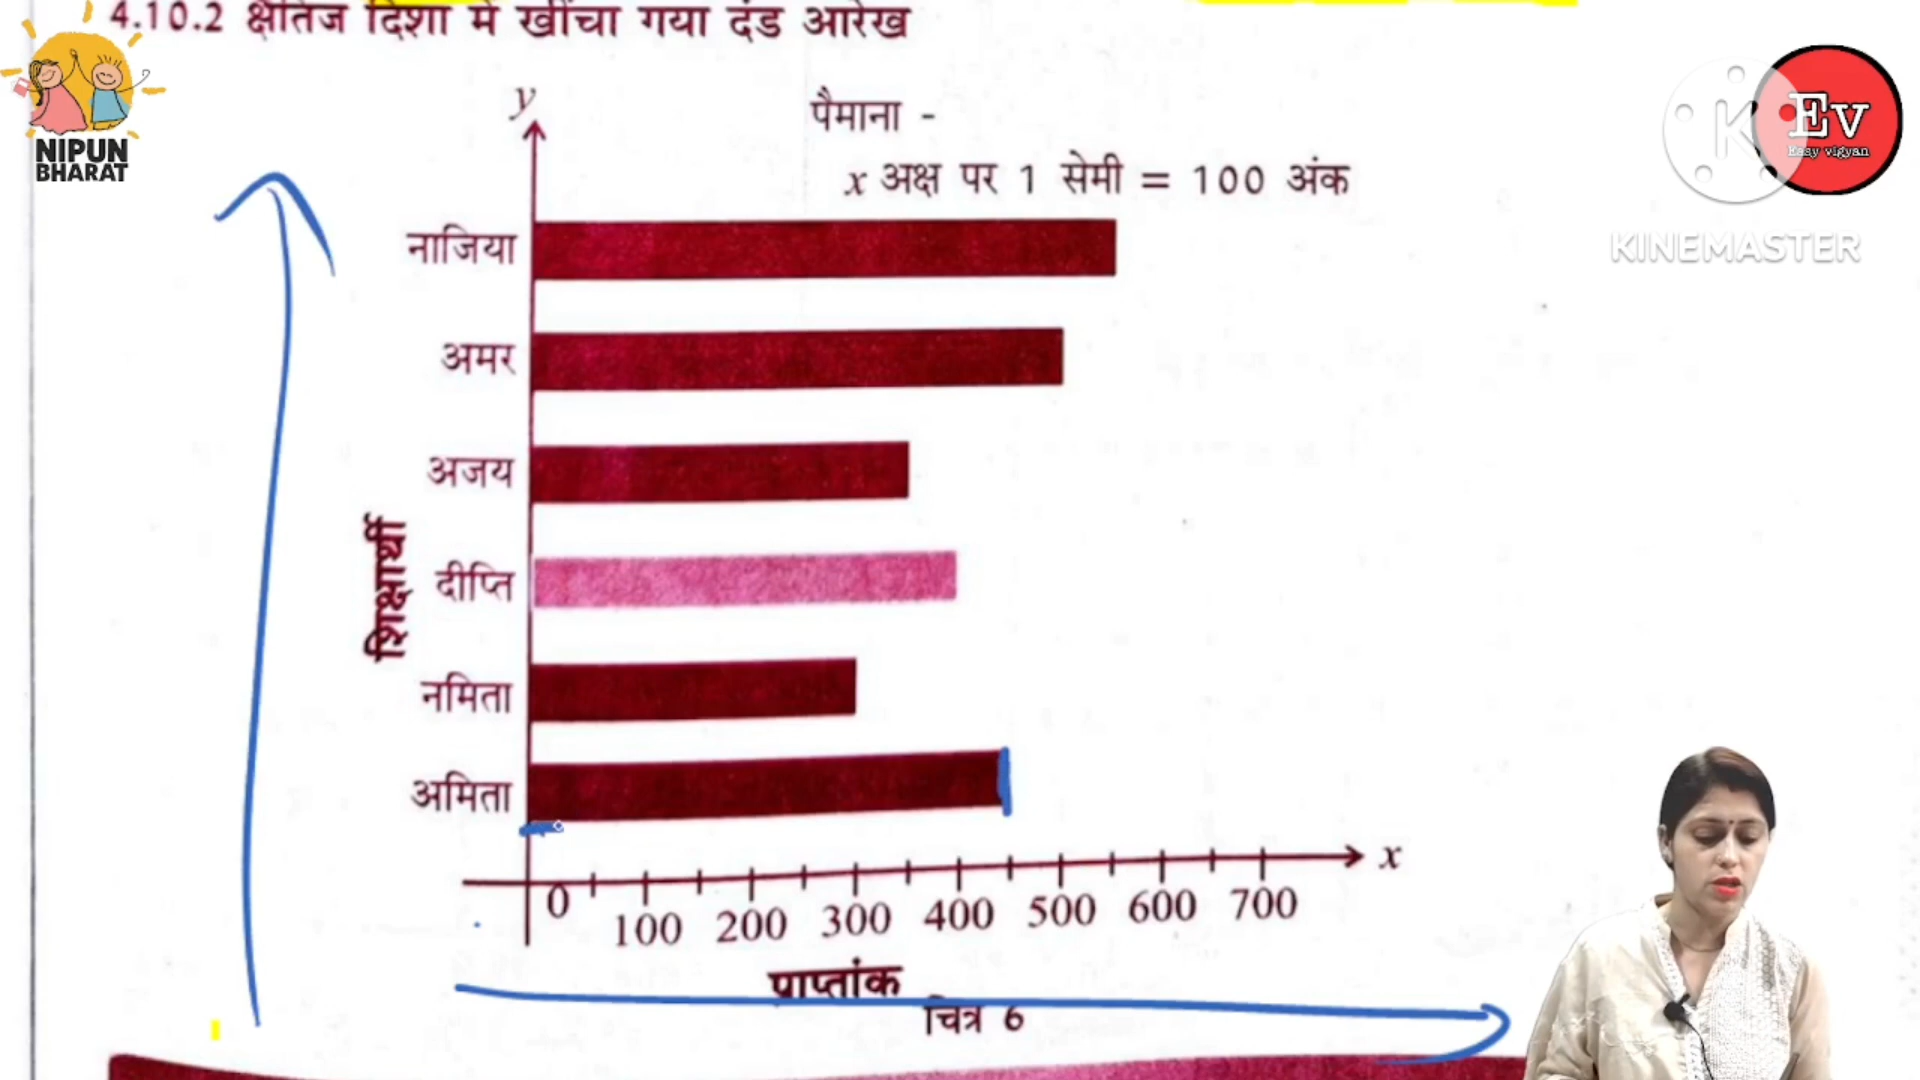 4.10.2 क्षैतिज दिशा में खींचा गया दंड आरेख
NIPUN
BHARAT
y
पैमाना -
x अक्ष पर 1 सेमी = 100 अंक
K
Ev
Easy vigyan
KINEMASTER
नाजिया
अमर
अजय
शिक्षार्थी
दीप्ति
नमिता
अमिता
x
0 100 200 300 400 500 600 700
प्राप्तांक
चित्र 6